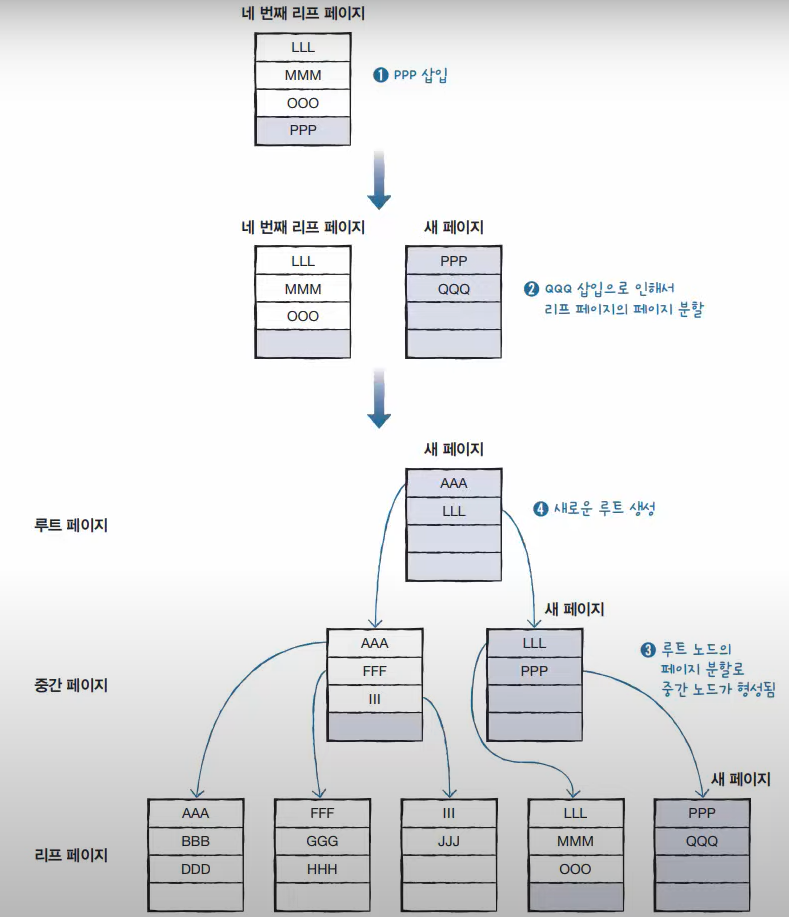 네 번째 리프 페이지
LLL
MMM
OOO
PPP
❶ PPP 삽입
네 번째 리프 페이지
LLL
MMM
OOO
새 페이지
PPP
QQQ
❷ QQQ 삽입으로 인해서
리프 페이지의 페이지 분할
새 페이지
AAA
LLL
❹ 새로운 루트 생성
루트 페이지
새 페이지
AAA
FFF
III
LLL
PPP
❸ 루트 노드의
페이지 분할로
중간 노드가 형성됨
중간 페이지
새 페이지
AAA
BBB
DDD
FFF
GGG
HHH
III
JJJ
LLL
MMM
OOO
PPP
QQQ
리프 페이지